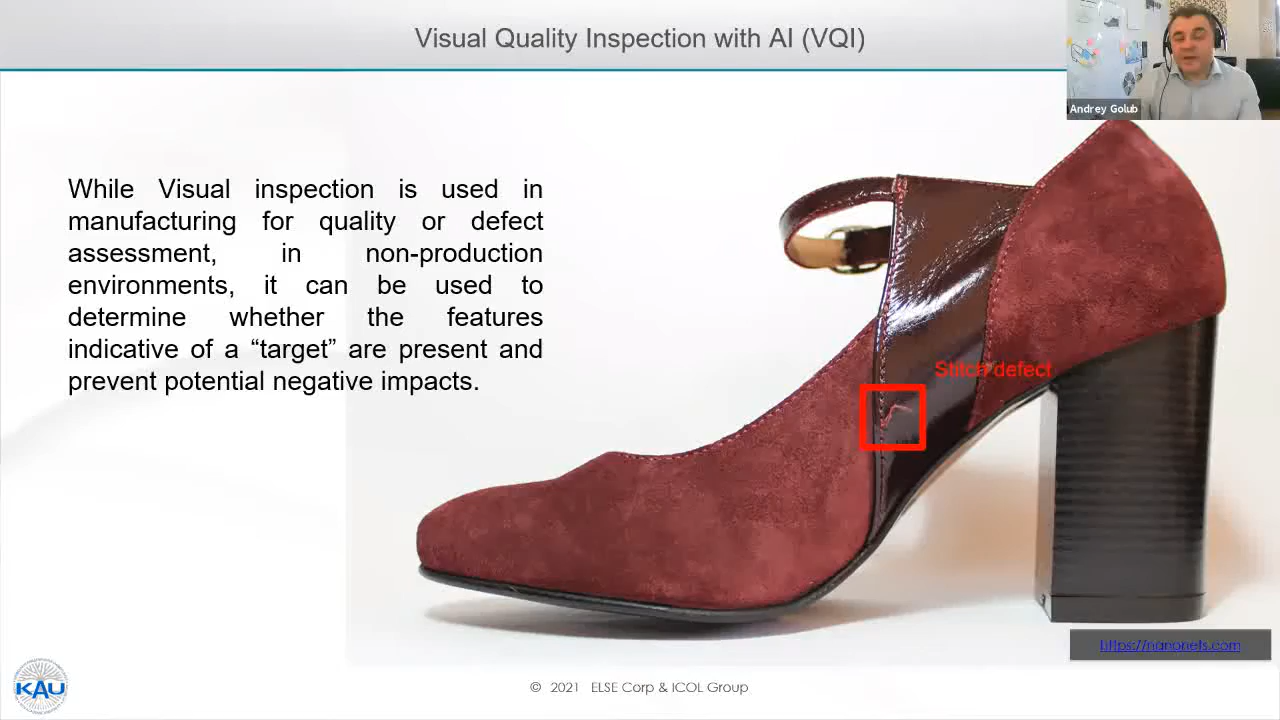 Visual Quality Inspection with AI (VQI)
Andrey Golub
While Visual inspection is used in
manufacturing for quality or defect
assessment, in non-production
environments, it can be used to
determine whether the features
indicative of a “target” are present and
prevent potential negative impacts.
Stitch defect
https://nanonets.com
KAU
© 2021 ELSE Corp & ICOL Group